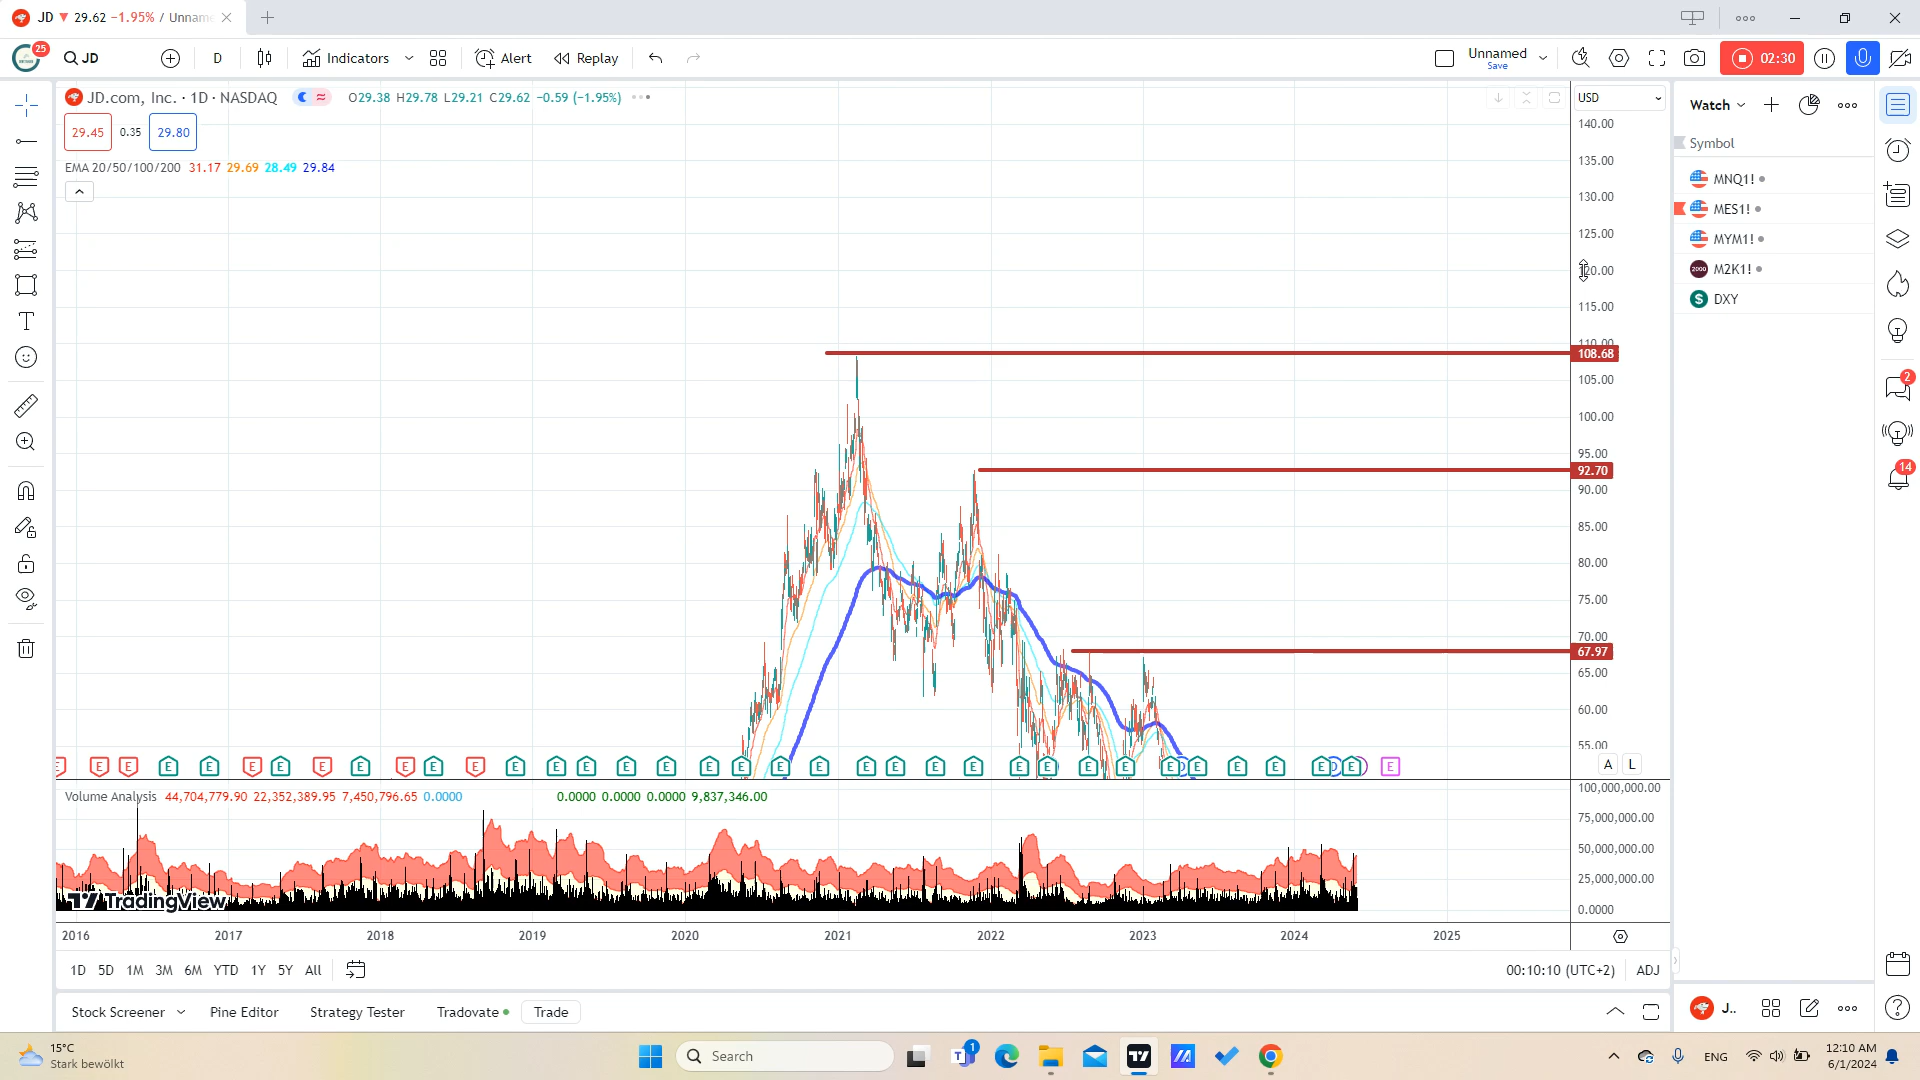 JD ▼ 29.62 −1.95% / Unnam
25
JD
D
Indicators
Alert
Replay
Unnamed
Save
02:30
JD.com, Inc. · 1D · NASDAQ
O29.38 H29.78 L29.21 C29.62 −0.59 (−1.95%)
29.45 0.35 29.80
EMA 20/50/100/200 31.17 29.69 28.49 29.84
USD
140.00
135.00
130.00
125.00
120.00
115.00
110.00
108.68
105.00
100.00
95.00
92.70
90.00
85.00
80.00
75.00
70.00
67.97
65.00
60.00
55.00
A L
E E E E E E E E E E E E E E E E E E E E E E E E E E E E E E E E E E E E E
Volume Analysis 44,704,779.90 22,352,389.95 7,450,796.65 0.0000 0.0000 0.0000 0.0000 9,837,346.00
100,000,000.00
75,000,000.00
50,000,000.00
25,000,000.00
0.0000
TradingView
2016 2017 2018 2019 2020 2021 2022 2023 2024 2025
1D 5D 1M 3M 6M YTD 1Y 5Y All
00:10:10 (UTC+2) ADJ
Stock Screener Pine Editor Strategy Tester Tradovate Trade
Watch
Symbol
MNQ1!
MES1!
MYM1!
2000 M2K1!
DXY
2
14
J..
15°C
Stark bewölkt
Search
1
ENG
12:10 AM
6/1/2024